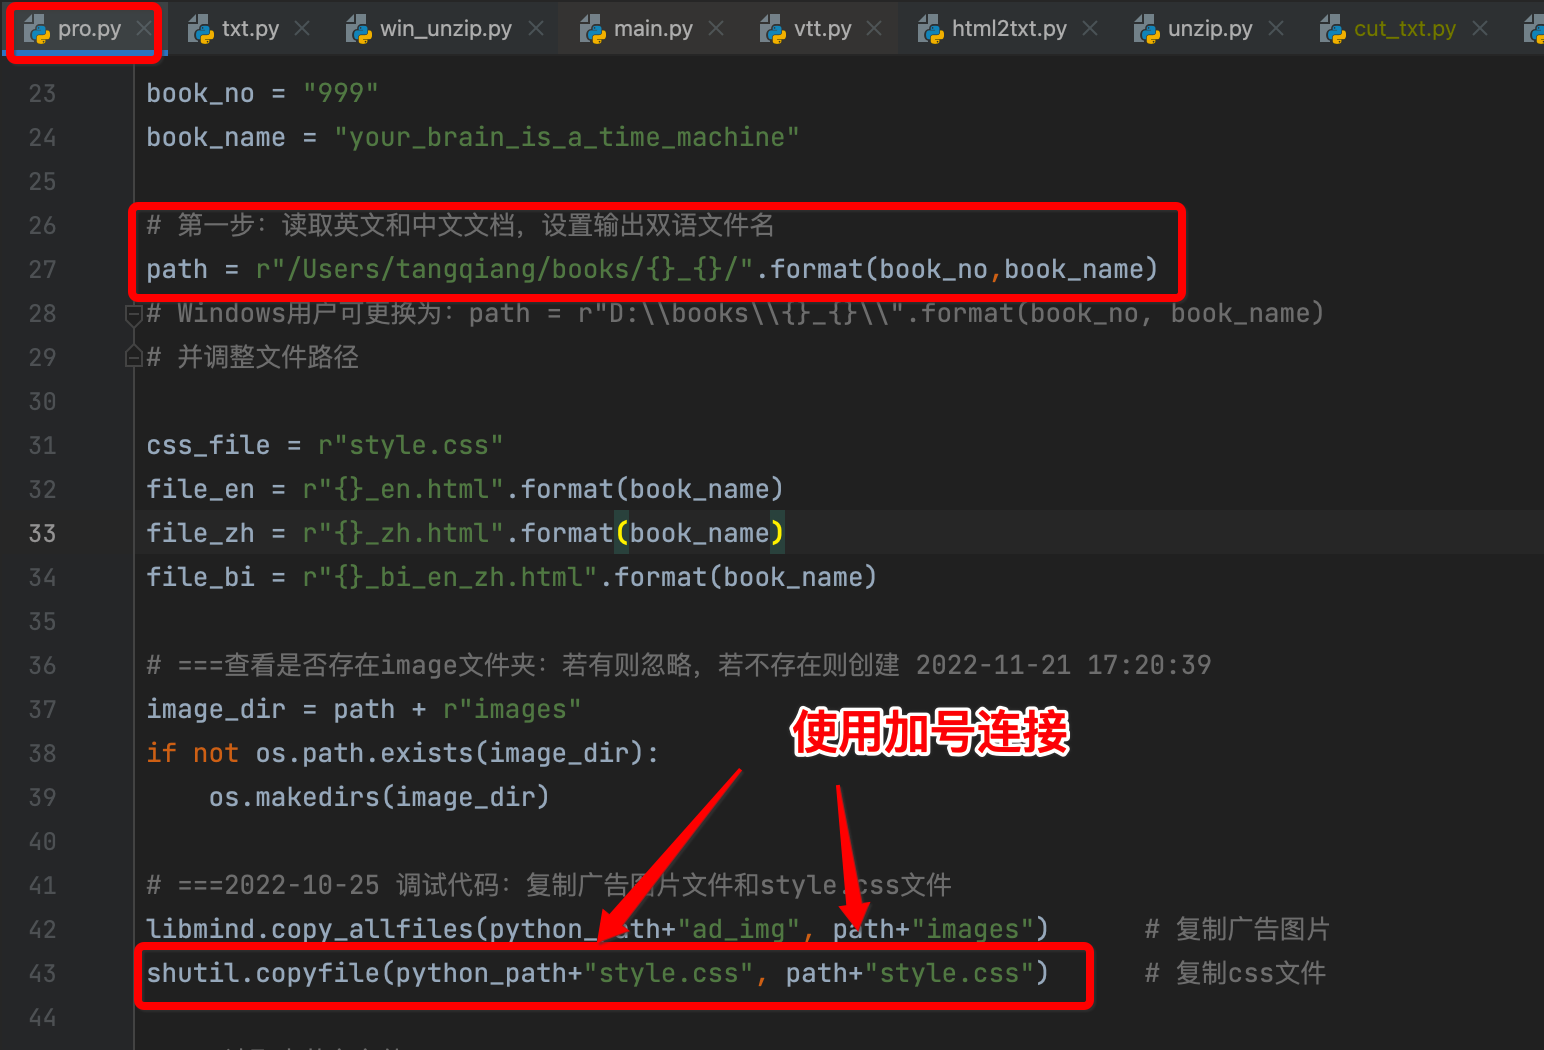 pro.py txt.py win_unzip.py main.py vtt.py html2txt.py unzip.py cut_txt.py
23 book_no = "999"
24 book_name = "your_brain_is_a_time_machine"
25
26 # 第一步：读取英文和中文文档，设置输出双语文件名
27 path = r"/Users/tangqiang/books/{}_{}/".format(book_no,book_name)
28 # Windows用户可更换为：path = r"D:\\books\\{}_{}\\".format(book_no, book_name)
29 # 并调整文件路径
30
31 css_file = r"style.css"
32 file_en = r"{}_en.html".format(book_name)
33 file_zh = r"{}_zh.html".format(book_name)
34 file_bi = r"{}_bi_en_zh.html".format(book_name)
35
36 # ===查看是否存在image文件夹：若有则忽略，若不存在则创建 2022-11-21 17:20:39
37 image_dir = path + r"images"
使用加号连接
38 if not os.path.exists(image_dir):
39 os.makedirs(image_dir)
40
41 # ===2022-10-25 调试代码：复制广告图片文件和style.css文件
42 libmind.copy_allfiles(python_path+"ad_img", path+"images") # 复制广告图片
43 shutil.copyfile(python_path+"style.css", path+"style.css") # 复制css文件
44